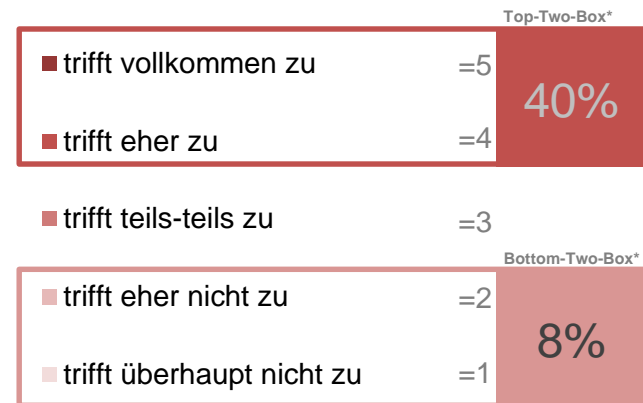 Top-Two-Box*
trifft vollkommen zu =5
40%
trifft eher zu =4
trifft teils-teils zu =3
Bottom-Two-Box*
trifft eher nicht zu =2
8%
trifft überhaupt nicht zu =1